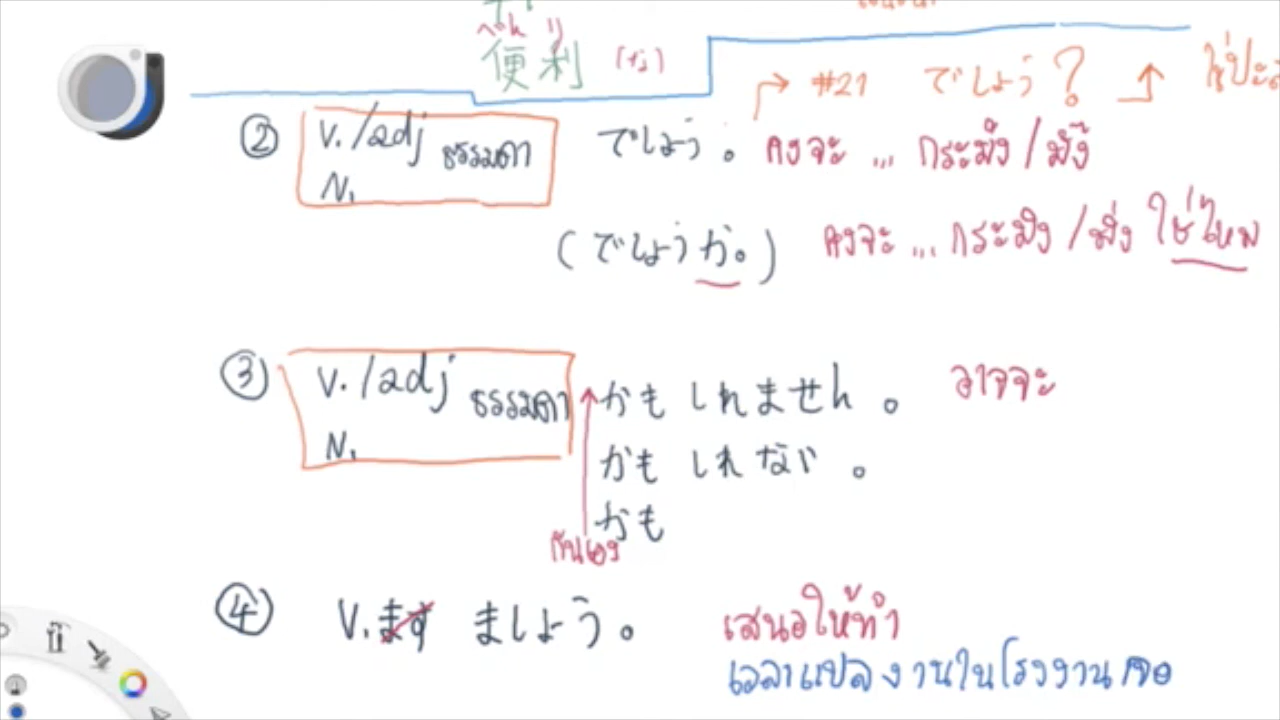 べんり
便利 (な)
#21 でしょう?
② V./adj ธรรมดา でしょう。 คงจะ ... กระมัง / มั้ง
N.
(でしょうか。) คงจะ ... กระมัง / มั้ง ใช่ไหม
③ V./adj ธรรมดา かもしれません。 อาจจะ
N. かもしれない。
かも
กันเอง
④ V.ます ましょう。 เสนอให้ทำ
เวลาแปลงานในโรงงาน เจอ